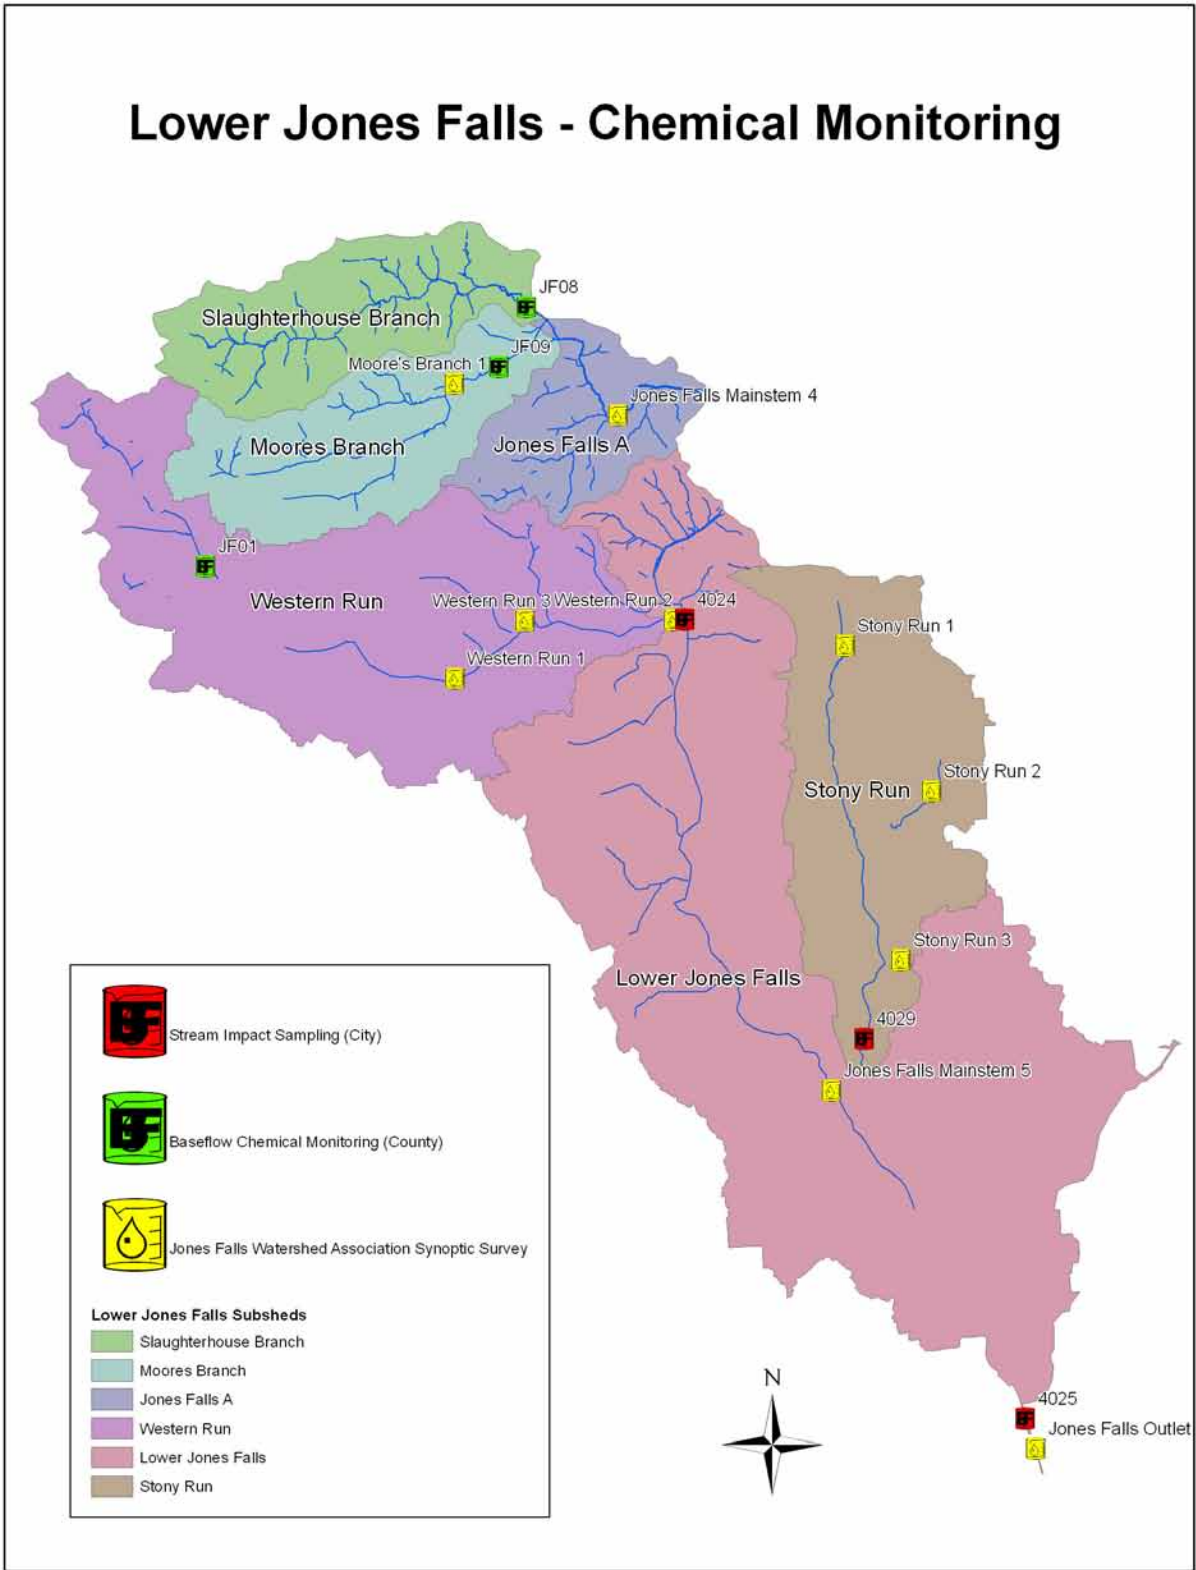 Lower Jones Falls - Chemical Monitoring
JF08
Slaughterhouse Branch
JF09
Moore's Branch 1
Jones Falls Mainstem 4
Moores Branch
Jones Falls A
JF01
Western Run
Western Run 3
Western Run 2
4024
Stony Run 1
Western Run 1
Stony Run 2
Stony Run
Stony Run 3
Lower Jones Falls
4029
Jones Falls Mainstem 5
BF Stream Impact Sampling (City)
BF Baseflow Chemical Monitoring (County)
Jones Falls Watershed Association Synoptic Survey
Lower Jones Falls Subsheds
Slaughterhouse Branch
Moores Branch
Jones Falls A
Western Run
Lower Jones Falls
Stony Run
N
4025
Jones Falls Outlet